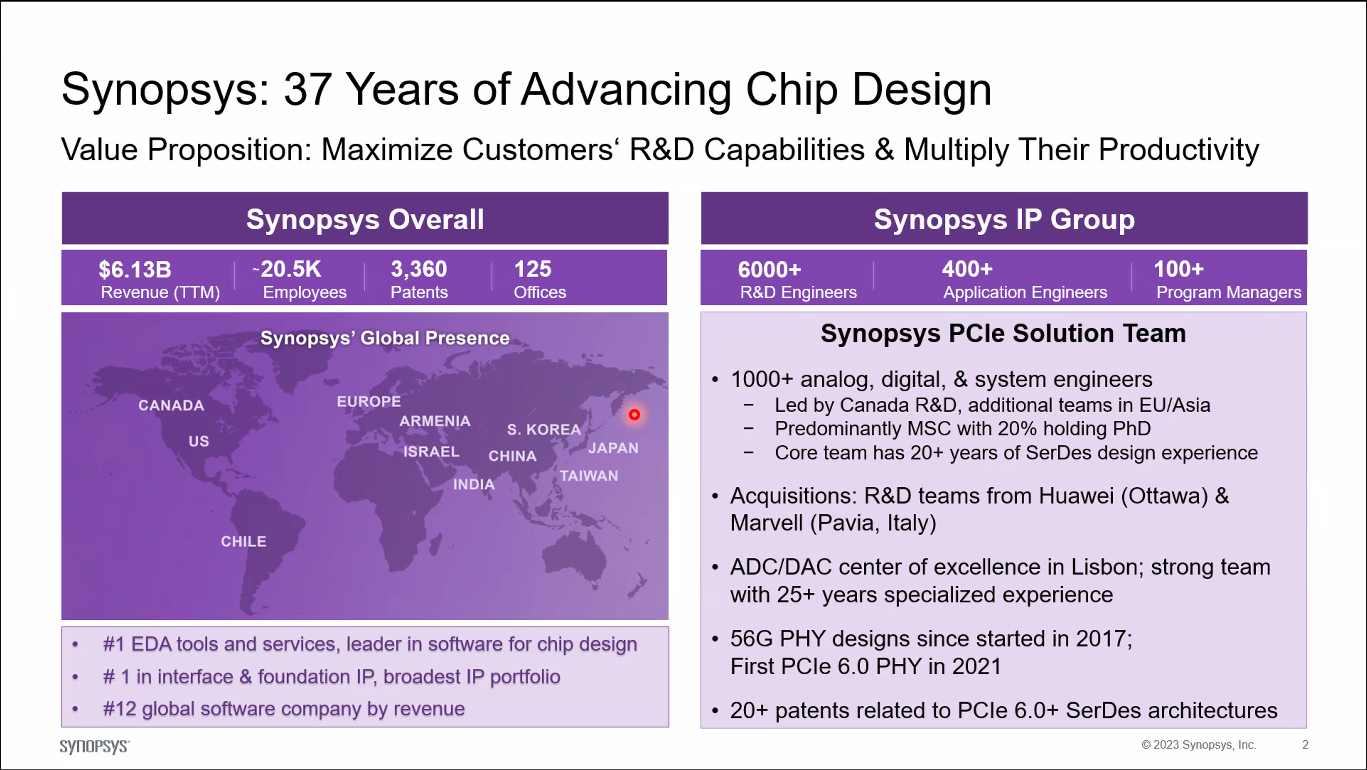 Synopsys: 37 Years of Advancing Chip Design
Value Proposition: Maximize Customers‘ R&D Capabilities & Multiply Their Productivity
Synopsys Overall
$6.13B
Revenue (TTM)
~20.5K
Employees
3,360
Patents
125
Offices
Synopsys’ Global Presence
CANADA
US
CHILE
EUROPE
ARMENIA
ISRAEL
INDIA
S. KOREA
CHINA
JAPAN
TAIWAN
• #1 EDA tools and services, leader in software for chip design
• # 1 in interface & foundation IP, broadest IP portfolio
• #12 global software company by revenue
Synopsys IP Group
6000+
R&D Engineers
400+
Application Engineers
100+
Program Managers
Synopsys PCIe Solution Team
• 1000+ analog, digital, & system engineers
− Led by Canada R&D, additional teams in EU/Asia
− Predominantly MSC with 20% holding PhD
− Core team has 20+ years of SerDes design experience
• Acquisitions: R&D teams from Huawei (Ottawa) &
Marvell (Pavia, Italy)
• ADC/DAC center of excellence in Lisbon; strong team
with 25+ years specialized experience
• 56G PHY designs since started in 2017;
First PCIe 6.0 PHY in 2021
• 20+ patents related to PCIe 6.0+ SerDes architectures
SYNOPSYS
© 2023 Synopsys, Inc.
2